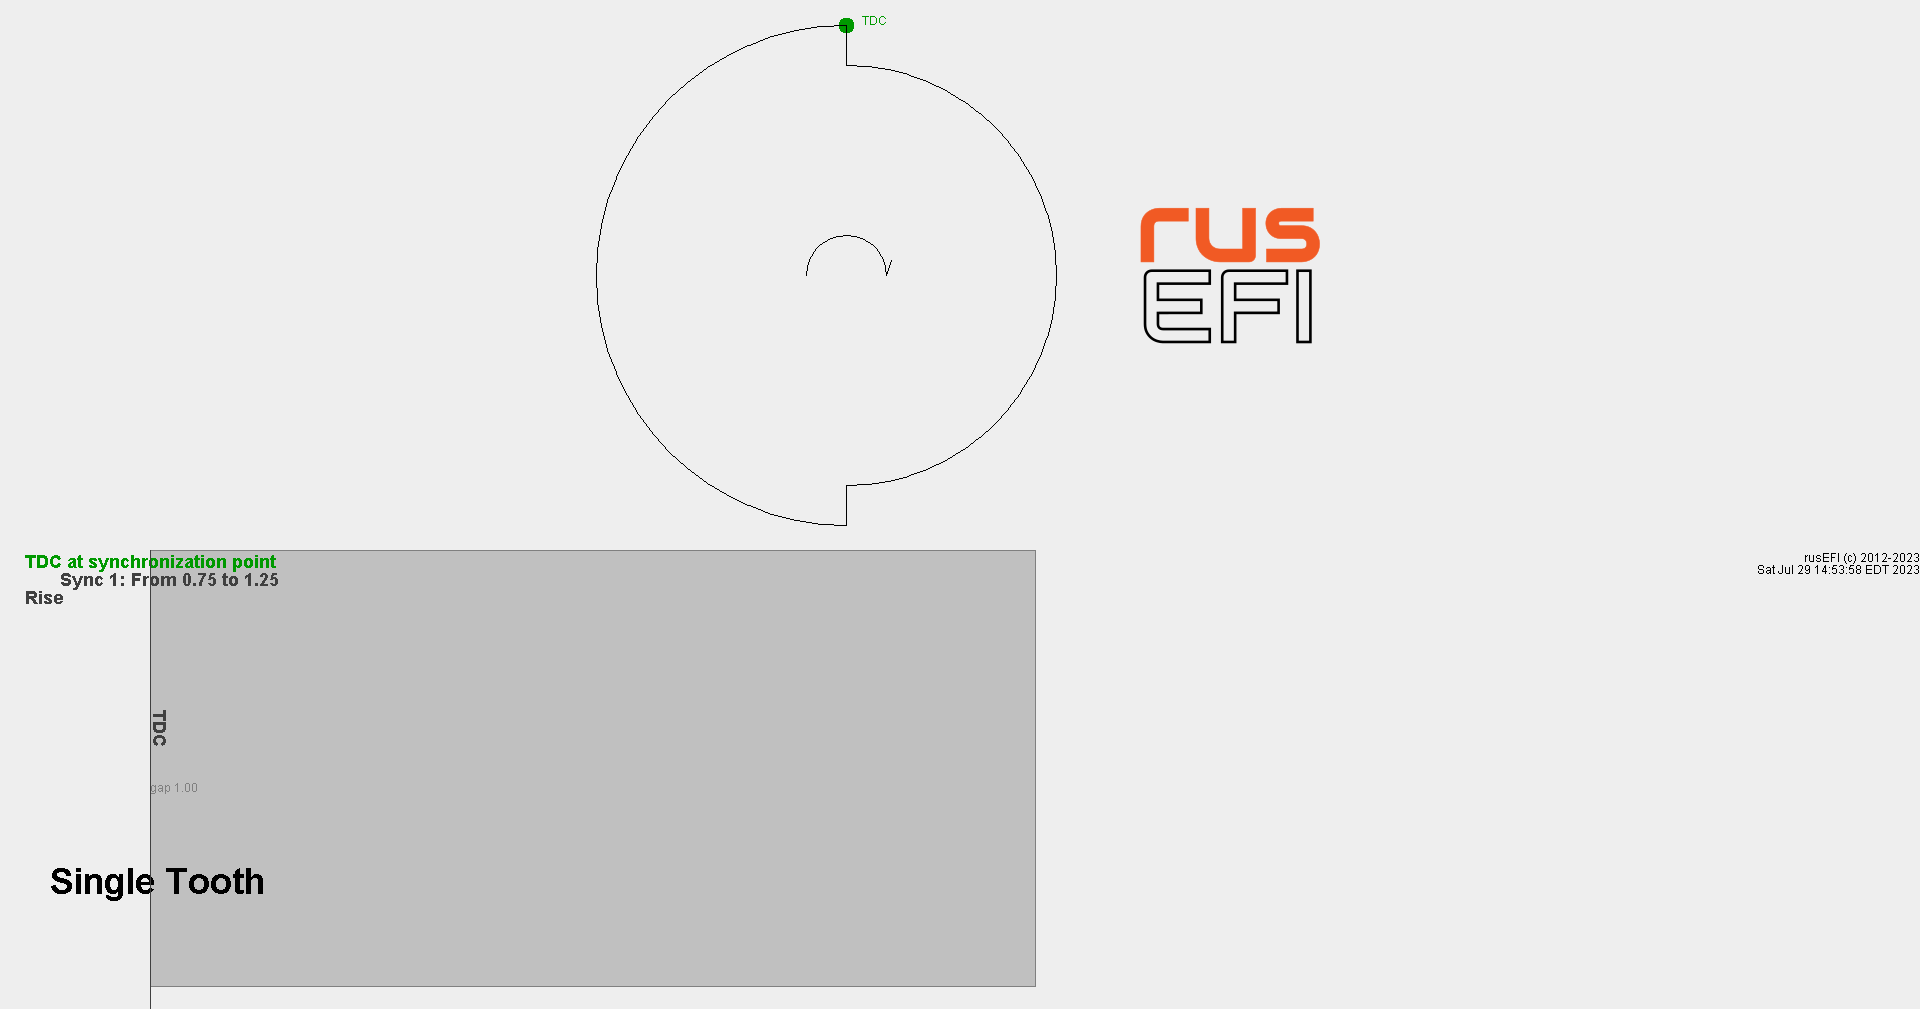 TDC
rus
EFI
TDC at synchronization point
Sync 1: From 0.75 to 1.25
Rise
rusEFI (c) 2012-2023
Sat Jul 29 14:53:58 EDT 2023
TDC
gap 1.00
Single Tooth